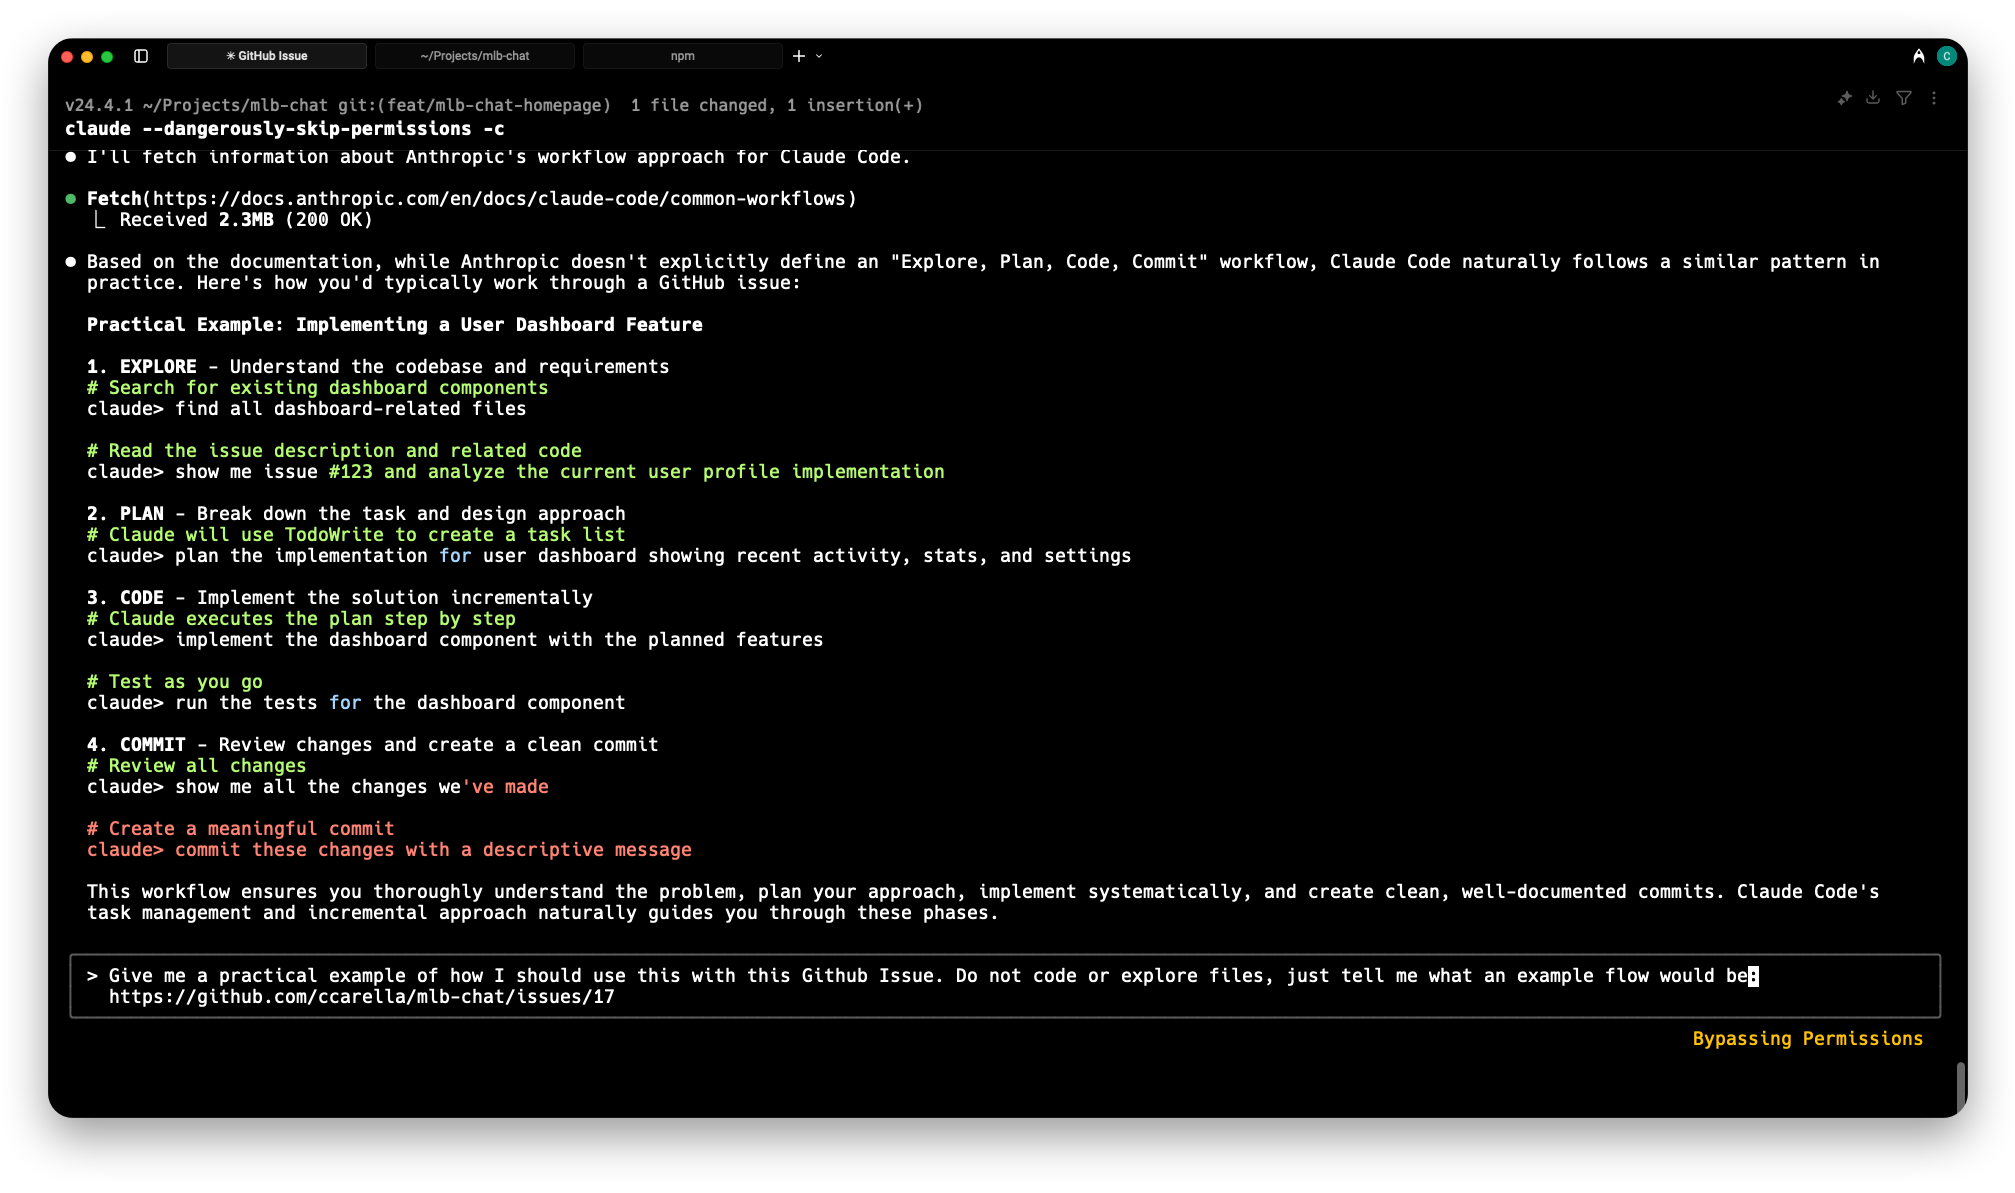 ✳ GitHub Issue
~/Projects/mlb-chat
npm
C
v24.4.1 ~/Projects/mlb-chat git:(feat/mlb-chat-homepage)  1 file changed, 1 insertion(+)
claude --dangerously-skip-permissions -c
I'll fetch information about Anthropic's workflow approach for Claude Code.
Fetch(https://docs.anthropic.com/en/docs/claude-code/common-workflows)
Received 2.3MB (200 OK)
Based on the documentation, while Anthropic doesn't explicitly define an "Explore, Plan, Code, Commit" workflow, Claude Code naturally follows a similar pattern in
practice. Here's how you'd typically work through a GitHub issue:
Practical Example: Implementing a User Dashboard Feature
1. EXPLORE - Understand the codebase and requirements
# Search for existing dashboard components
claude> find all dashboard-related files
# Read the issue description and related code
claude> show me issue #123 and analyze the current user profile implementation
2. PLAN - Break down the task and design approach
# Claude will use TodoWrite to create a task list
claude> plan the implementation for user dashboard showing recent activity, stats, and settings
3. CODE - Implement the solution incrementally
# Claude executes the plan step by step
claude> implement the dashboard component with the planned features
# Test as you go
claude> run the tests for the dashboard component
4. COMMIT - Review changes and create a clean commit
# Review all changes
claude> show me all the changes we've made
# Create a meaningful commit
claude> commit these changes with a descriptive message
This workflow ensures you thoroughly understand the problem, plan your approach, implement systematically, and create clean, well-documented commits. Claude Code's
task management and incremental approach naturally guides you through these phases.
> Give me a practical example of how I should use this with this Github Issue. Do not code or explore files, just tell me what an example flow would be:
https://github.com/ccarella/mlb-chat/issues/17
Bypassing Permissions